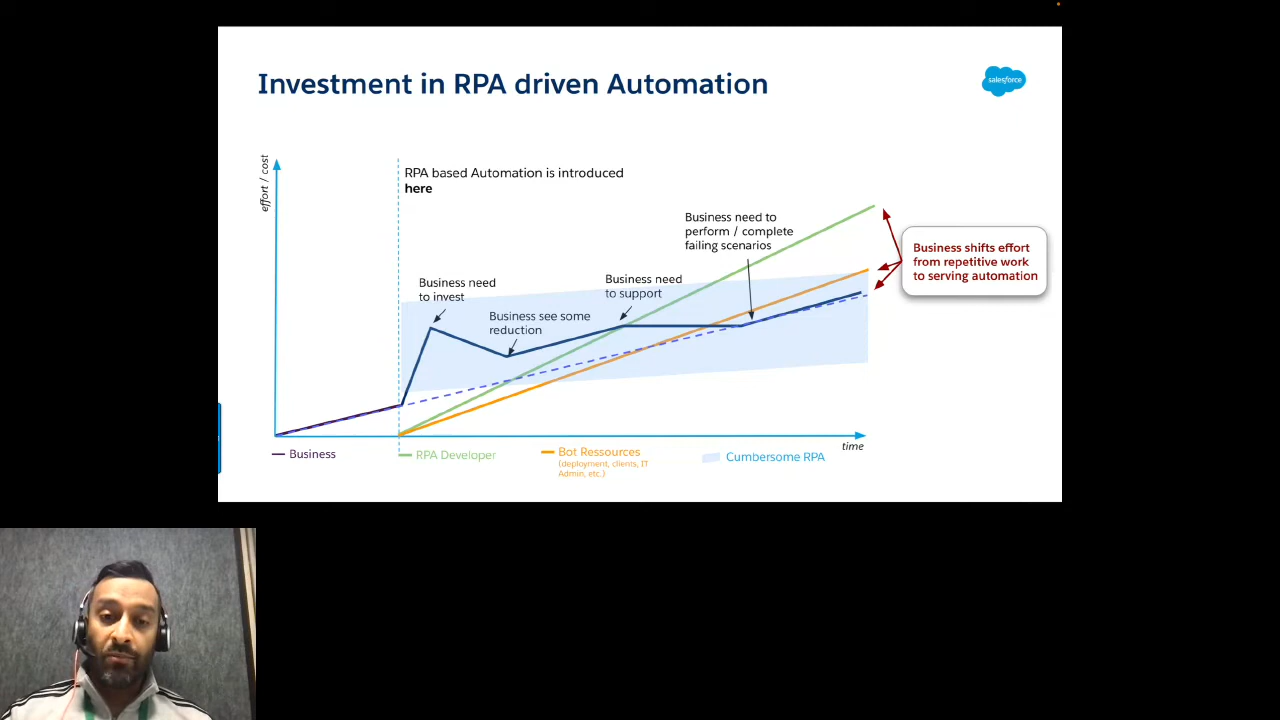 Investment in RPA driven Automation
salesforce
effort / cost
RPA based Automation is introduced
here
Business need to
perform / complete
failing scenarios
Business shifts effort
from repetitive work
to serving automation
Business need
to invest
Business need
to support
Business see some
reduction
time
Business
RPA Developer
Bot Ressources
(deployment, clients, IT
Admin, etc.)
Cumbersome RPA